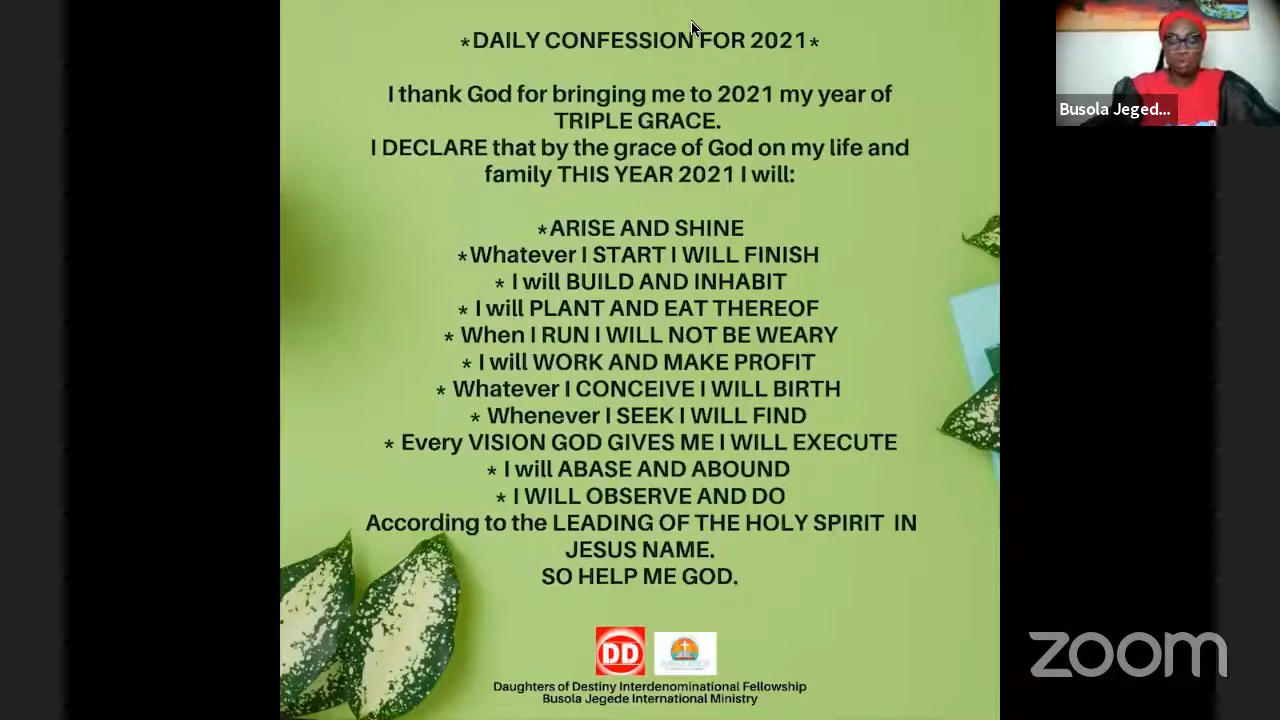 *DAILY CONFESSION FOR 2021*
I thank God for bringing me to 2021 my year of
TRIPLE GRACE.
I DECLARE that by the grace of God on my life and
family THIS YEAR 2021 I will:
*ARISE AND SHINE
*Whatever I START I WILL FINISH
* I will BUILD AND INHABIT
* I will PLANT AND EAT THEREOF
* When I RUN I WILL NOT BE WEARY
* I will WORK AND MAKE PROFIT
* Whatever I CONCEIVE I WILL BIRTH
* Whenever I SEEK I WILL FIND
* Every VISION GOD GIVES ME I WILL EXECUTE
* I will ABASE AND ABOUND
* I WILL OBSERVE AND DO
According to the LEADING OF THE HOLY SPIRIT IN
JESUS NAME.
SO HELP ME GOD.
DD
Daughters of Destiny Interdenominational Fellowship
Busola Jegede International Ministry
Busola Jeged...
zoom